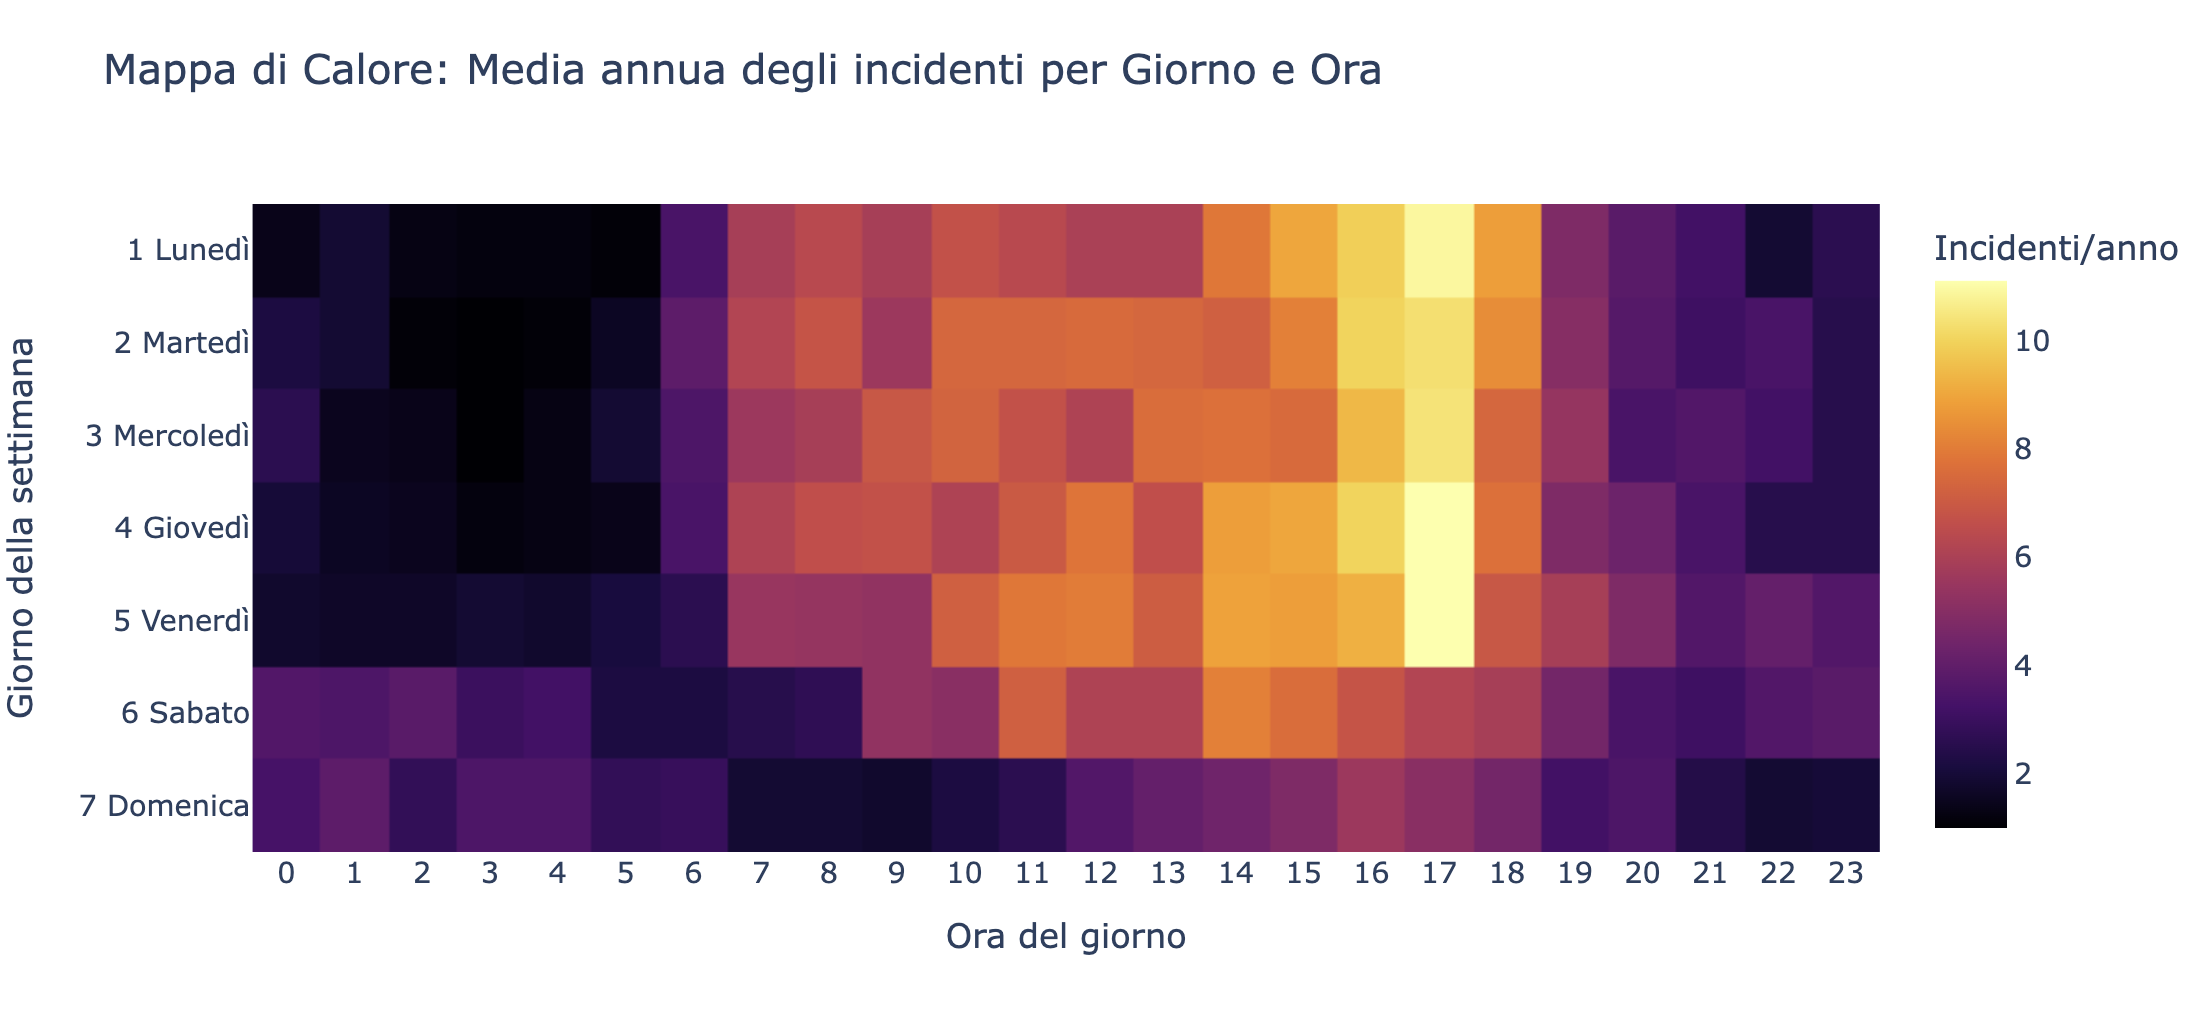 Mappa di Calore: Media annua degli incidenti per Giorno e Ora
Giorno della settimana
1 Lunedì
2 Martedì
3 Mercoledì
4 Giovedì
5 Venerdì
6 Sabato
7 Domenica
0 1 2 3 4 5 6 7 8 9 10 11 12 13 14 15 16 17 18 19 20 21 22 23
Ora del giorno
Incidenti/anno
10
8
6
4
2